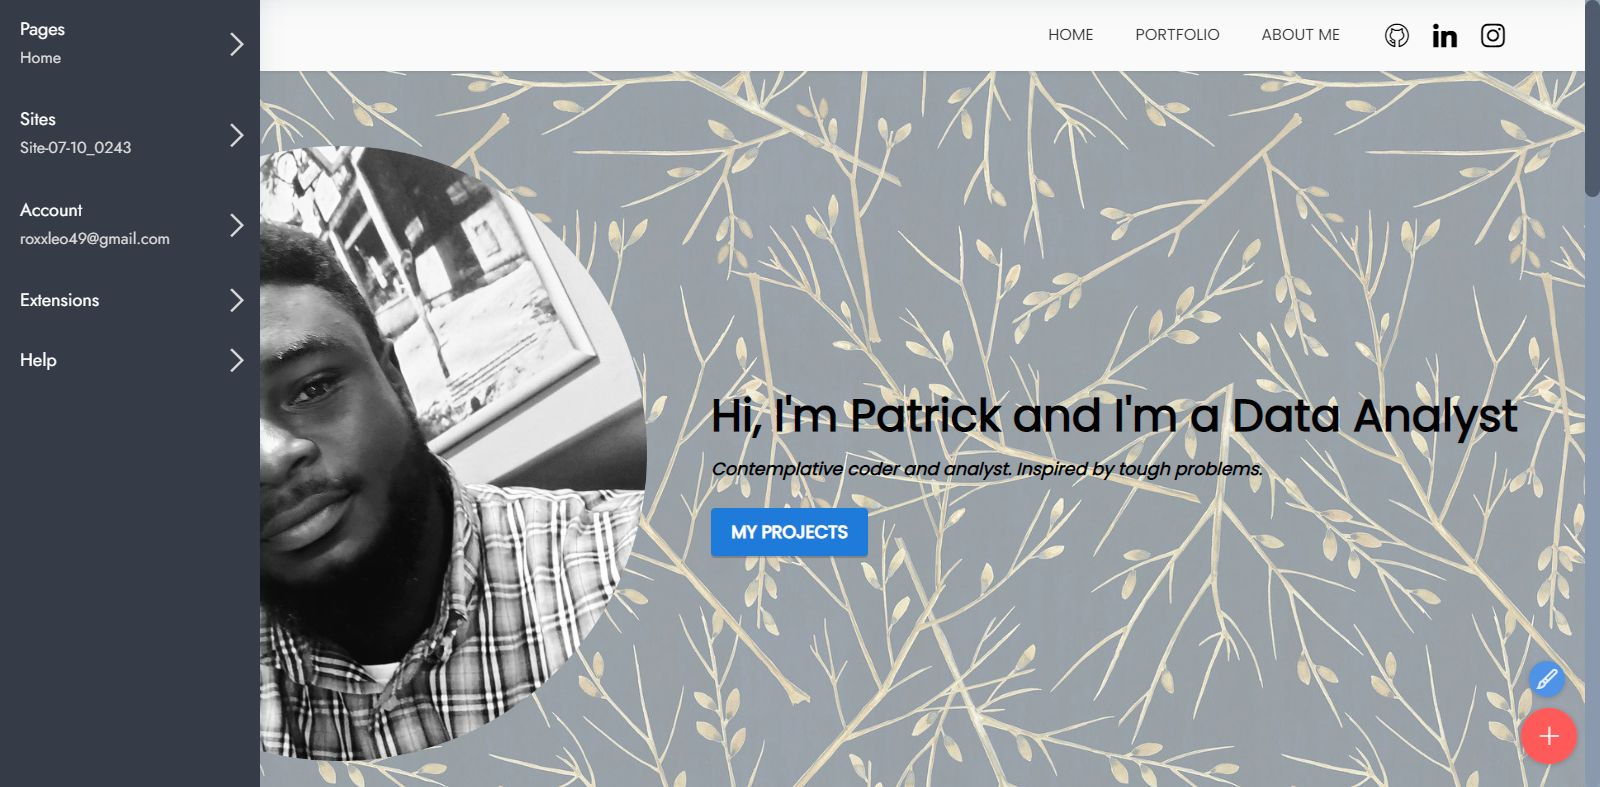 Pages
Home
Sites
Site-07-10_0243
Account
roxxleo49@gmail.com
Extensions
Help
HOME
PORTFOLIO
ABOUT ME
in
Hi, I'm Patrick and I'm a Data Analyst
Contemplative coder and analyst. Inspired by tough problems.
MY PROJECTS